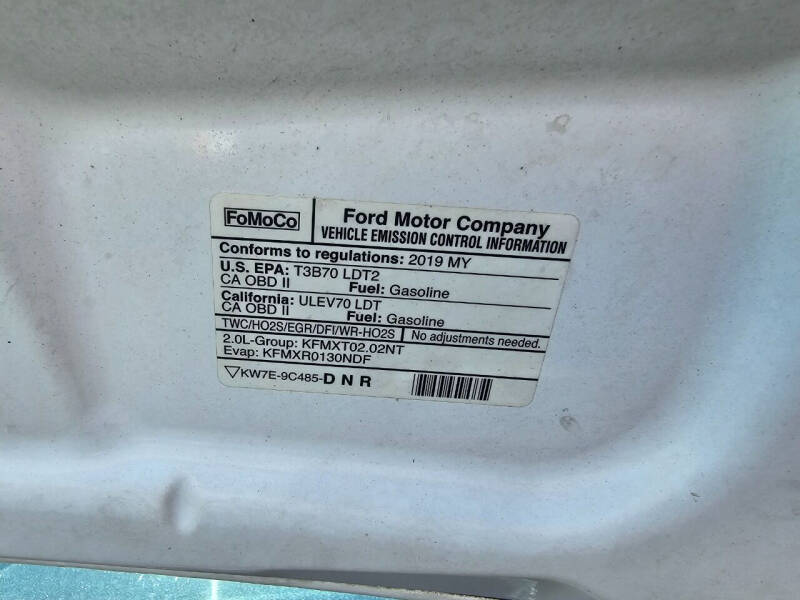 FoMoCo
Ford Motor Company
VEHICLE EMISSION CONTROL INFORMATION
Conforms to regulations: 2019 MY
U.S. EPA: T3B70 LDT2
CA OBD II Fuel: Gasoline
California: ULEV70 LDT
CA OBD II Fuel: Gasoline
TWC/HO2S/EGR/DFI/WR-HO2S No adjustments needed.
2.0L-Group: KFMXT02.02NT
Evap: KFMXR0130NDF
KW7E-9C485-DNR